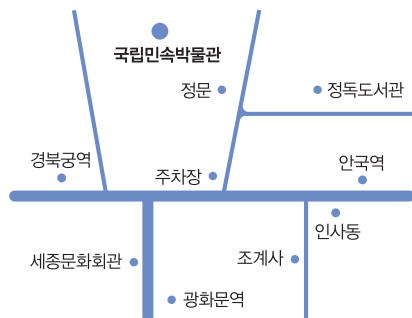 국립민속박물관
정문
정독도서관
경북궁역
주차장
안국역
인사동
세종문화회관
조계사
광화문역